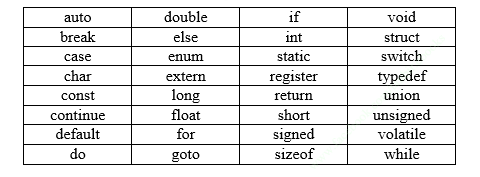 auto double if void
break else int struct
case enum static switch
char extern register typedef
const long return union
continue float short unsigned
default for signed volatile
do goto sizeof while